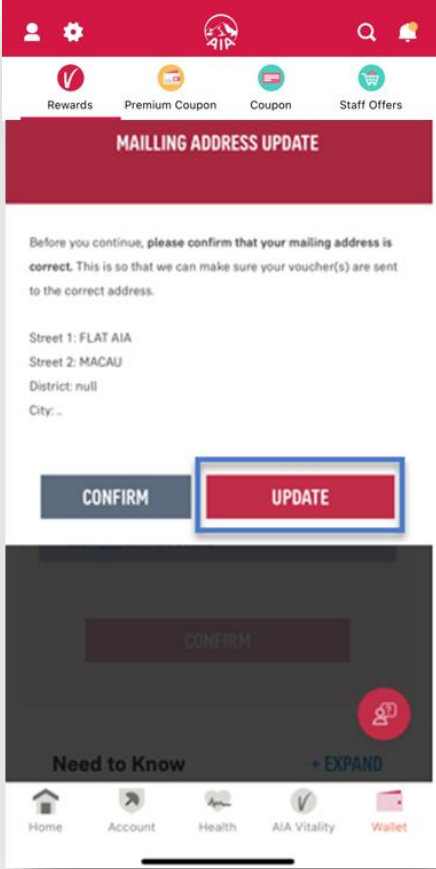 AIA
Rewards
Premium Coupon
Coupon
Staff Offers
MAILLING ADDRESS UPDATE
Before you continue, please confirm that your mailing address is
correct. This is so that we can make sure your voucher(s) are sent
to the correct address.
Street 1: FLAT AIA
Street 2: MACAU
District: null
City: ..
CONFIRM
UPDATE
CONFIRM
Need to Know
+ EXPAND
Home
Account
Health
AIA Vitality
Wallet